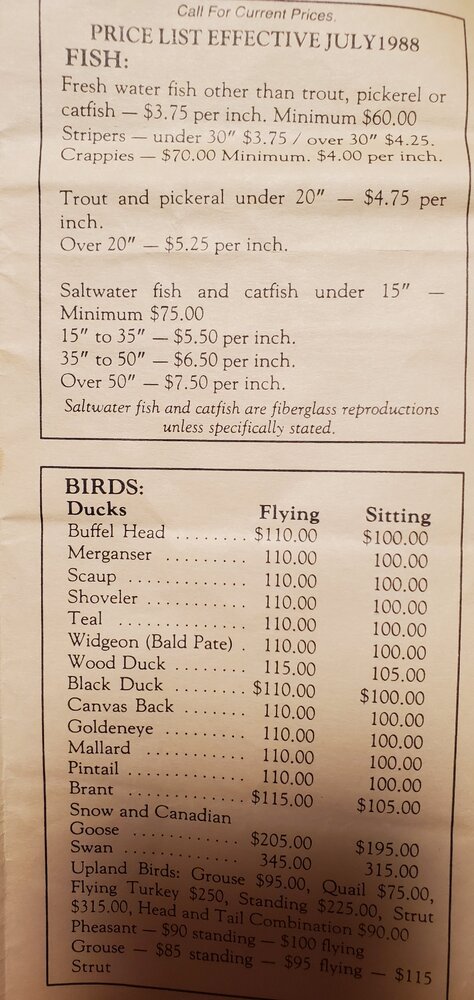 Call For Current Prices.
PRICE LIST EFFECTIVE JULY1988
FISH:
Fresh water fish other than trout, pickerel or
catfish — $3.75 per inch. Minimum $60.00
Stripers — under 30" $3.75 / over 30" $4.25.
Crappies — $70.00 Minimum. $4.00 per inch.
Trout and pickeral under 20" — $4.75 per
inch.
Over 20" — $5.25 per inch.
Saltwater fish and catfish under 15" —
Minimum $75.00
15" to 35" — $5.50 per inch.
35" to 50" — $6.50 per inch.
Over 50" — $7.50 per inch.
Saltwater fish and catfish are fiberglass reproductions
unless specifically stated.
BIRDS:
Ducks Flying Sitting
Buffel Head ........ $110.00 $100.00
Merganser ......... 110.00 100.00
Scaup ............. 110.00 100.00
Shoveler ........... 110.00 100.00
Teal ............... 110.00 100.00
Widgeon (Bald Pate) . 110.00 100.00
Wood Duck ........ 115.00 105.00
Black Duck ........ $110.00 $100.00
Canvas Back ....... 110.00 100.00
Goldeneye ......... 110.00 100.00
Mallard .......... 110.00 100.00
Pintail ............ 110.00 100.00
Brant ............. $115.00 $105.00
Snow and Canadian
Goose ............ $205.00 $195.00
Swan ............. 345.00 315.00
Upland Birds: Grouse $95.00, Quail $75.00,
Flying Turkey $250, Standing $225.00, Strut
$315.00, Head and Tail Combination $90.00
Pheasant — $90 standing — $100 flying
Grouse — $85 standing — $95 flying — $115
Strut